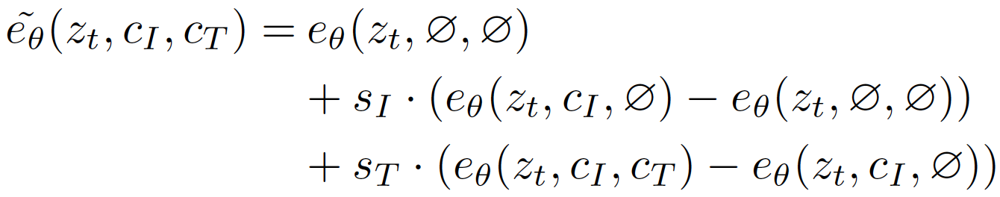 ẽ_θ(z_t, c_I, c_T) = e_θ(z_t, ∅, ∅)
+ s_I · (e_θ(z_t, c_I, ∅) − e_θ(z_t, ∅, ∅))
+ s_T · (e_θ(z_t, c_I, c_T) − e_θ(z_t, c_I, ∅))